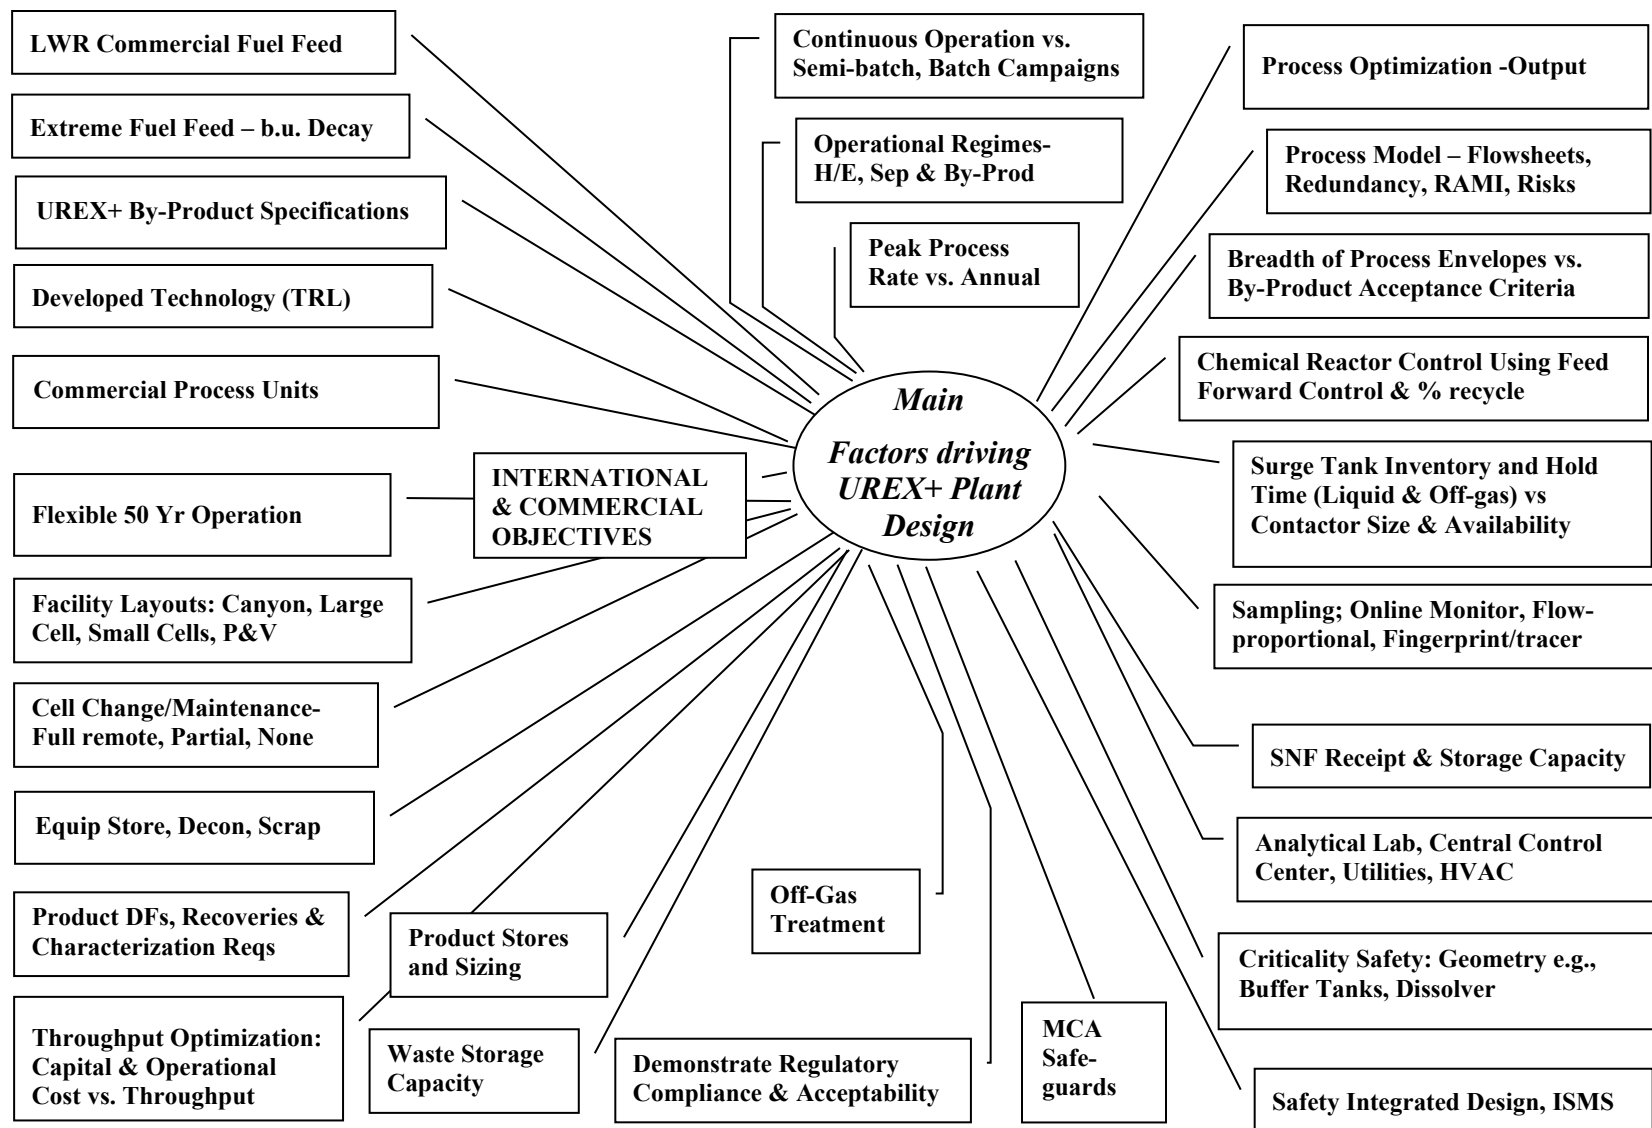 LWR Commercial Fuel Feed
Extreme Fuel Feed – b.u. Decay
UREX+ By-Product Specifications
Developed Technology (TRL)
Commercial Process Units
Flexible 50 Yr Operation
INTERNATIONAL
& COMMERCIAL
OBJECTIVES
Facility Layouts: Canyon, Large
Cell, Small Cells, P&V
Cell Change/Maintenance-
Full remote, Partial, None
Equip Store, Decon, Scrap
Product DFs, Recoveries &
Characterization Reqs
Throughput Optimization:
Capital & Operational
Cost vs. Throughput
Continuous Operation vs.
Semi-batch, Batch Campaigns
Operational Regimes-
H/E, Sep & By-Prod
Peak Process
Rate vs. Annual
Main
Factors driving
UREX+ Plant
Design
Product Stores
and Sizing
Waste Storage
Capacity
Off-Gas
Treatment
Demonstrate Regulatory
Compliance & Acceptability
MCA
Safe-
guards
Process Optimization -Output
Process Model – Flowsheets,
Redundancy, RAMI, Risks
Breadth of Process Envelopes vs.
By-Product Acceptance Criteria
Chemical Reactor Control Using Feed
Forward Control & % recycle
Surge Tank Inventory and Hold
Time (Liquid & Off-gas) vs
Contactor Size & Availability
Sampling; Online Monitor, Flow-
proportional, Fingerprint/tracer
SNF Receipt & Storage Capacity
Analytical Lab, Central Control
Center, Utilities, HVAC
Criticality Safety: Geometry e.g.,
Buffer Tanks, Dissolver
Safety Integrated Design, ISMS